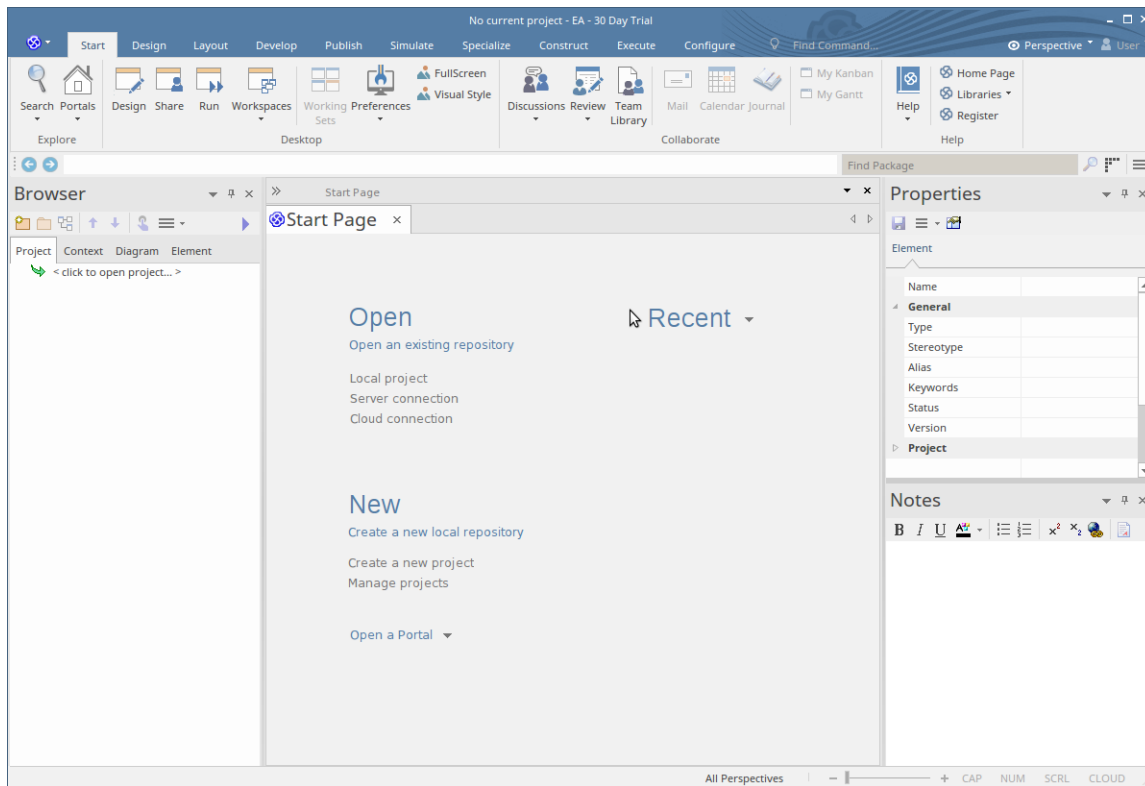 No current project - EA - 30 Day Trial
Start Design Layout Develop Publish Simulate Specialize Construct Execute Configure Find Command... Perspective User
Search Portals Design Share Run Workspaces Working Sets Preferences FullScreen Visual Style Discussions Review Team Library Mail Calendar Journal My Kanban My Gantt Help Home Page Libraries Register
Explore Desktop Collaborate Help
Find Package
Browser
Project Context Diagram Element
< click to open project... >
Start Page
Start Page
Open
Open an existing repository
Local project
Server connection
Cloud connection
Recent
New
Create a new local repository
Create a new project
Manage projects
Open a Portal
Properties
Element
Name
General
Type
Stereotype
Alias
Keywords
Status
Version
Project
Notes
B I U x² x₂
All Perspectives CAP NUM SCRL CLOUD